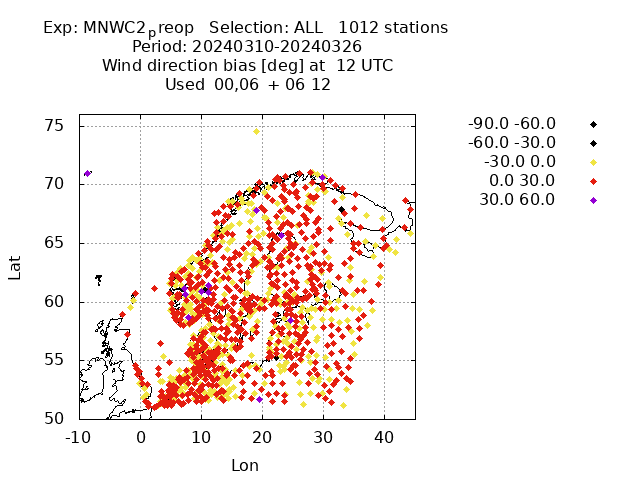 Exp: MNWC2preop Selection: ALL 1012 stations
Period: 20240310-20240326
Wind direction bias [deg] at 12 UTC
Used 00,06 + 06 12
-90.0 -60.0
-60.0 -30.0
-30.0 0.0
0.0 30.0
30.0 60.0
75
70
65
60
55
50
Lat
-10 0 10 20 30 40
Lon